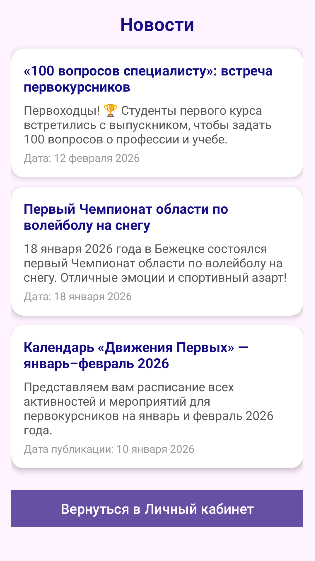 Новости
«100 вопросов специалисту»: встреча
первокурсников
Первоходцы! 🏆 Студенты первого курса
встретились с выпускником, чтобы задать
100 вопросов о профессии и учебе.
Дата: 12 февраля 2026
Первый Чемпионат области по
волейболу на снегу
18 января 2026 года в Бежецке состоялся
первый Чемпионат области по волейболу на
снегу. Отличные эмоции и спортивный азарт!
Дата: 18 января 2026
Календарь «Движения Первых» —
январь–февраль 2026
Представляем вам расписание всех
активностей и мероприятий для
первокурсников на январь и февраль 2026
года.
Дата публикации: 10 января 2026
Вернуться в Личный кабинет